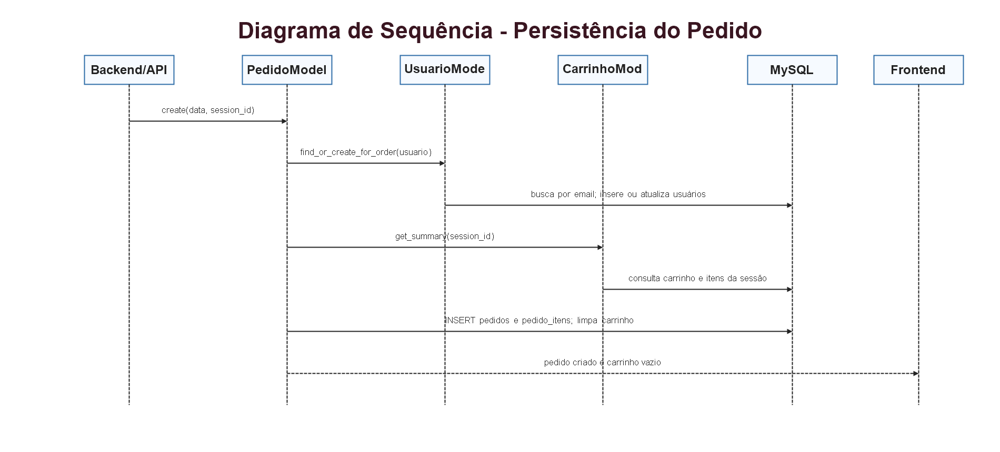 Diagrama de Sequência - Persistência do Pedido
Backend/API
PedidoModel
UsuarioMode
CarrinhoMod
MySQL
Frontend
create(data, session_id)
find_or_create_for_order(usuario)
busca por email; insere ou atualiza usuários
get_summary(session_id)
consulta carrinho e itens da sessão
INSERT pedidos e pedido_itens; limpa carrinho
pedido criado e carrinho vazio